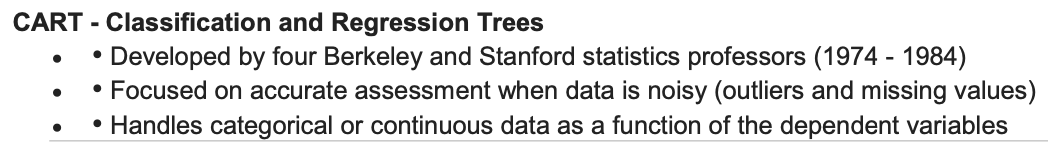 CART - Classification and Regression Trees
• • Developed by four Berkeley and Stanford statistics professors (1974 - 1984)
• • Focused on accurate assessment when data is noisy (outliers and missing values)
• • Handles categorical or continuous data as a function of the dependent variables